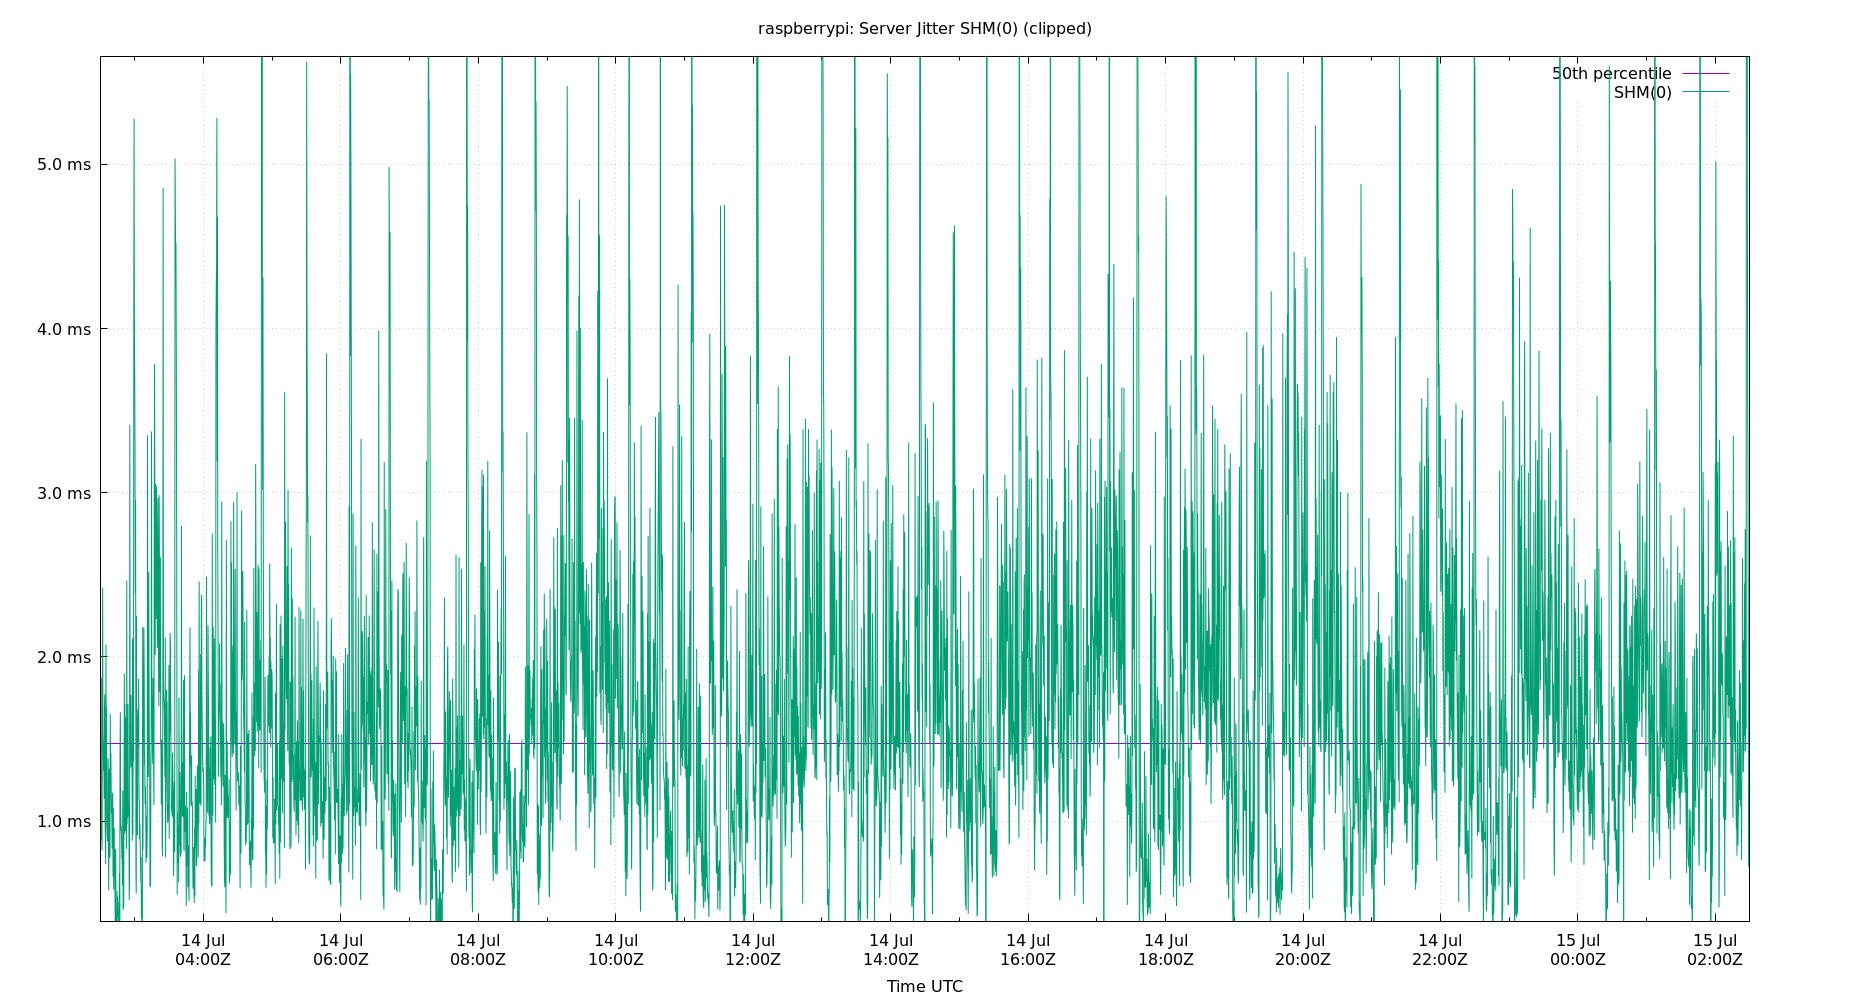 raspberrypi: Server Jitter SHM(0) (clipped)
50th percentile
SHM(0)
5.0 ms
4.0 ms
3.0 ms
2.0 ms
1.0 ms
14 Jul 14 Jul 14 Jul 14 Jul 14 Jul 14 Jul 14 Jul 14 Jul 14 Jul 14 Jul 15 Jul 15 Jul
04:00Z 06:00Z 08:00Z 10:00Z 12:00Z 14:00Z 16:00Z 18:00Z 20:00Z 22:00Z 00:00Z 02:00Z
Time UTC